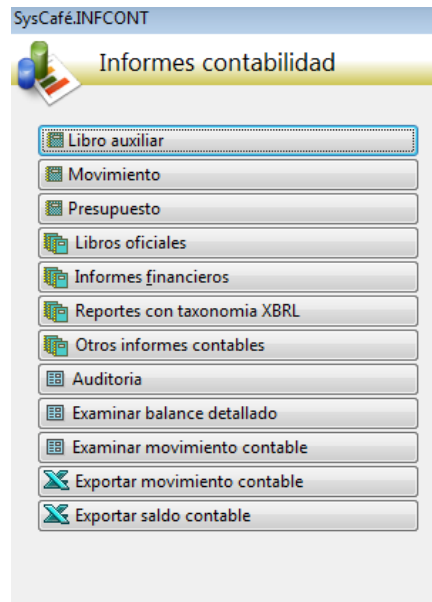 SysCafé.INFCONT
Informes contabilidad
Libro auxiliar
Movimiento
Presupuesto
Libros oficiales
Informes financieros
Reportes con taxonomia XBRL
Otros informes contables
Auditoria
Examinar balance detallado
Examinar movimiento contable
Exportar movimiento contable
Exportar saldo contable